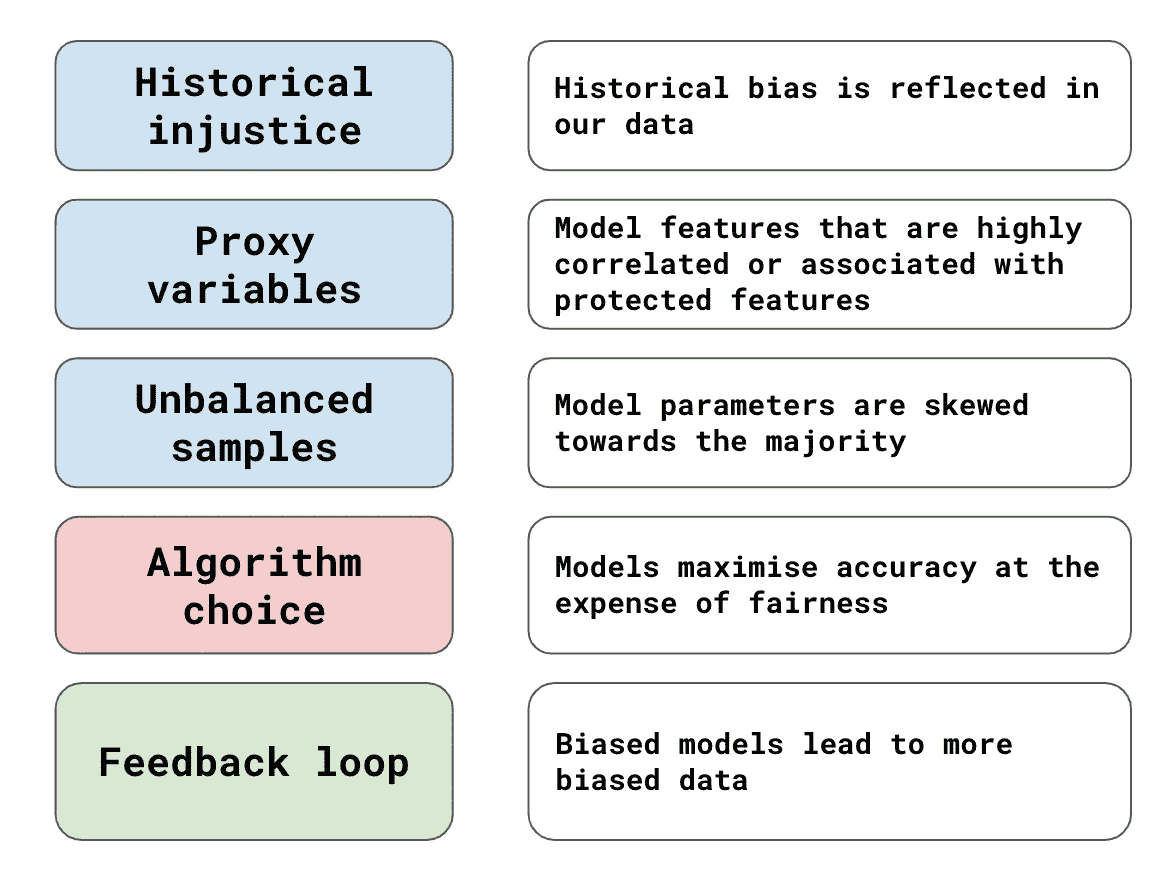 Historical
injustice
Historical bias is reflected in
our data
Proxy
variables
Model features that are highly
correlated or associated with
protected features
Unbalanced
samples
Model parameters are skewed
towards the majority
Algorithm
choice
Models maximise accuracy at the
expense of fairness
Feedback loop
Biased models lead to more
biased data